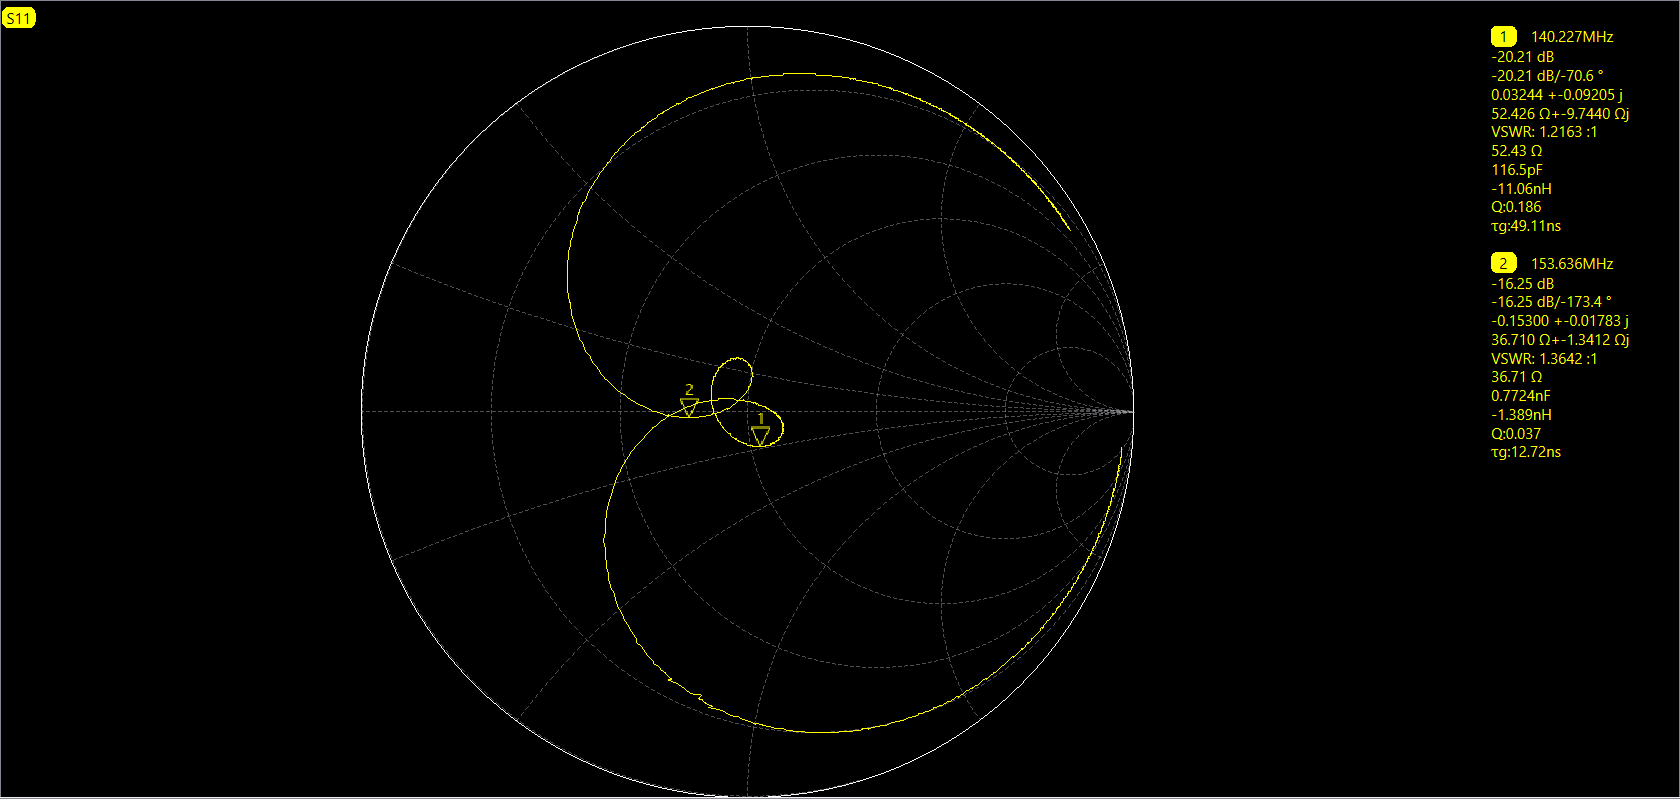 S11
1 140.227MHz
-20.21 dB
-20.21 dB/-70.6 °
0.03244 +-0.09205 j
52.426 Ω+-9.7440 Ωj
VSWR: 1.2163 :1
52.43 Ω
116.5pF
-11.06nH
Q:0.186
τg:49.11ns
2 153.636MHz
-16.25 dB
-16.25 dB/-173.4 °
-0.15300 +-0.01783 j
36.710 Ω+-1.3412 Ωj
VSWR: 1.3642 :1
36.71 Ω
0.7724nF
-1.389nH
Q:0.037
τg:12.72ns
2
1